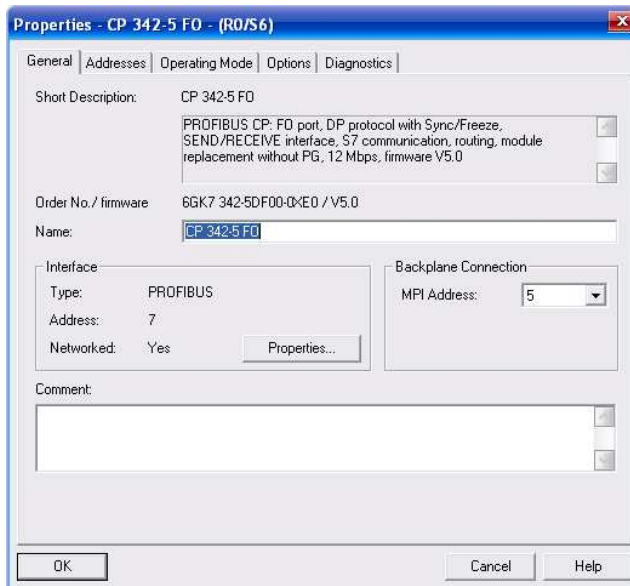 Properties - CP 342-5 FO - (R0/S6)
General Addresses Operating Mode Options Diagnostics
Short Description: CP 342-5 FO
PROFIBUS CP: FO port, DP protocol with Sync/Freeze,
SEND/RECEIVE interface, S7 communication, routing, module
replacement without PG, 12 Mbps, firmware V5.0
Order No./ firmware 6GK7 342-5DF00-0XE0 / V5.0
Name: CP 342-5 FO
Interface
Type: PROFIBUS
Address: 7
Networked: Yes Properties...
Backplane Connection
MPI Address: 5
Comment:
OK Cancel Help